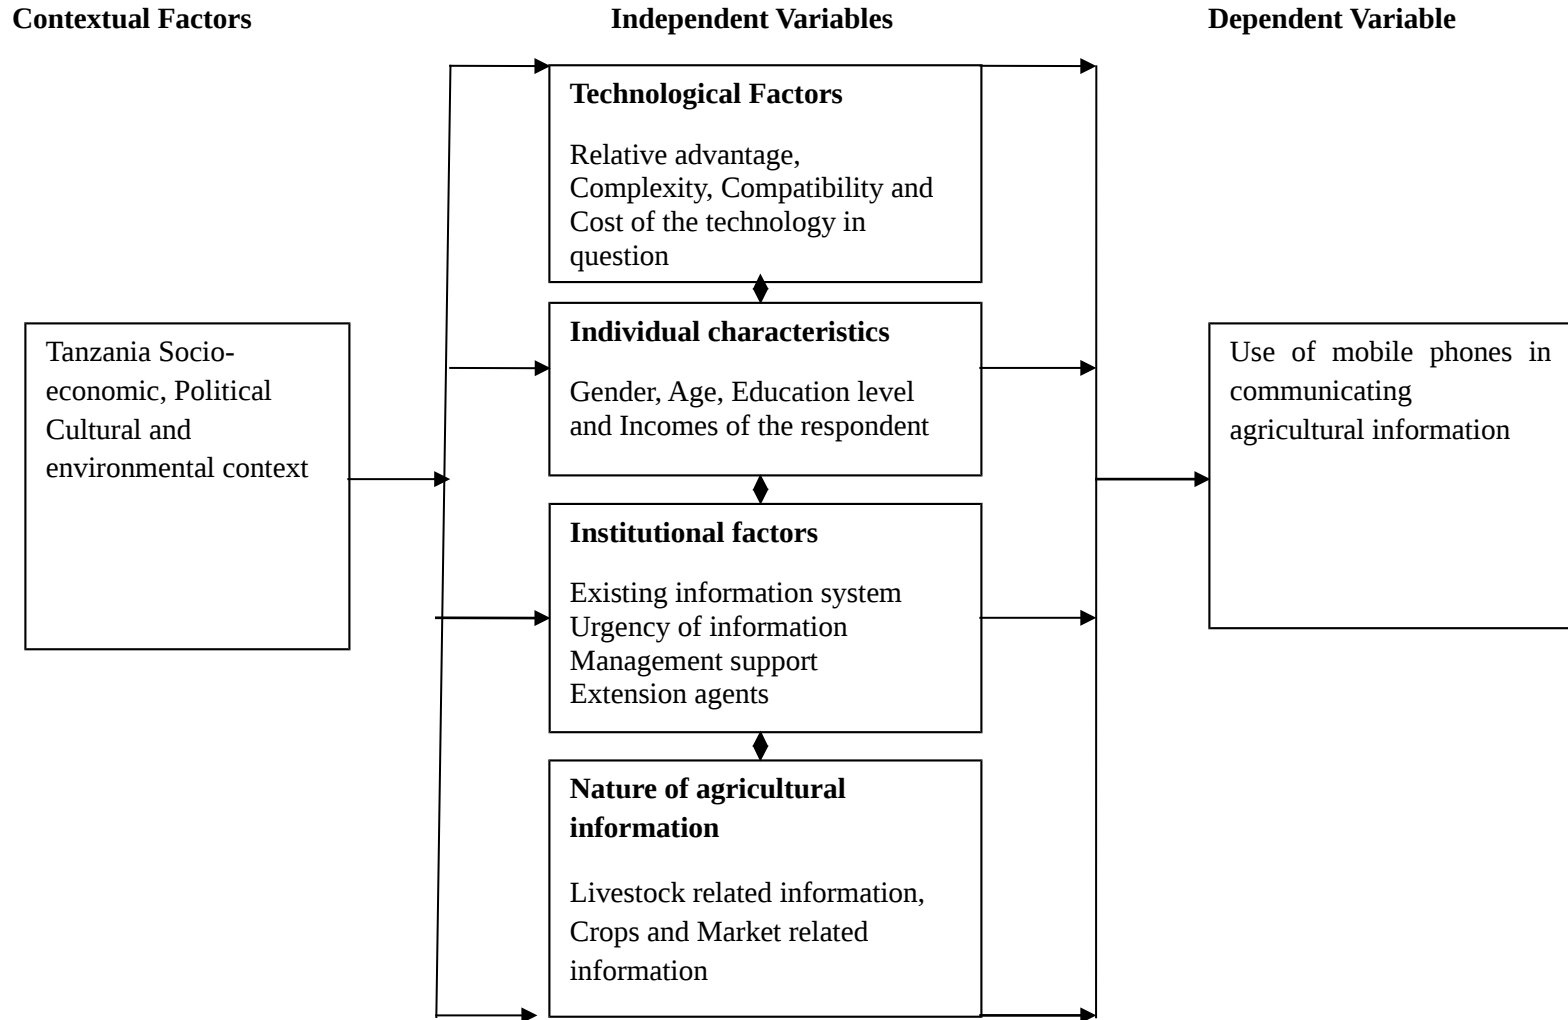 Contextual Factors
Independent Variables
Dependent Variable
Technological Factors
Relative advantage,
Complexity, Compatibility and
Cost of the technology in
question
Individual characteristics
Gender, Age, Education level
and Incomes of the respondent
Tanzania Socio-
economic, Political
Cultural and
environmental context
Use of mobile phones in
communicating
agricultural information
Institutional factors
Existing information system
Urgency of information
Management support
Extension agents
Nature of agricultural
information
Livestock related information,
Crops and Market related
information